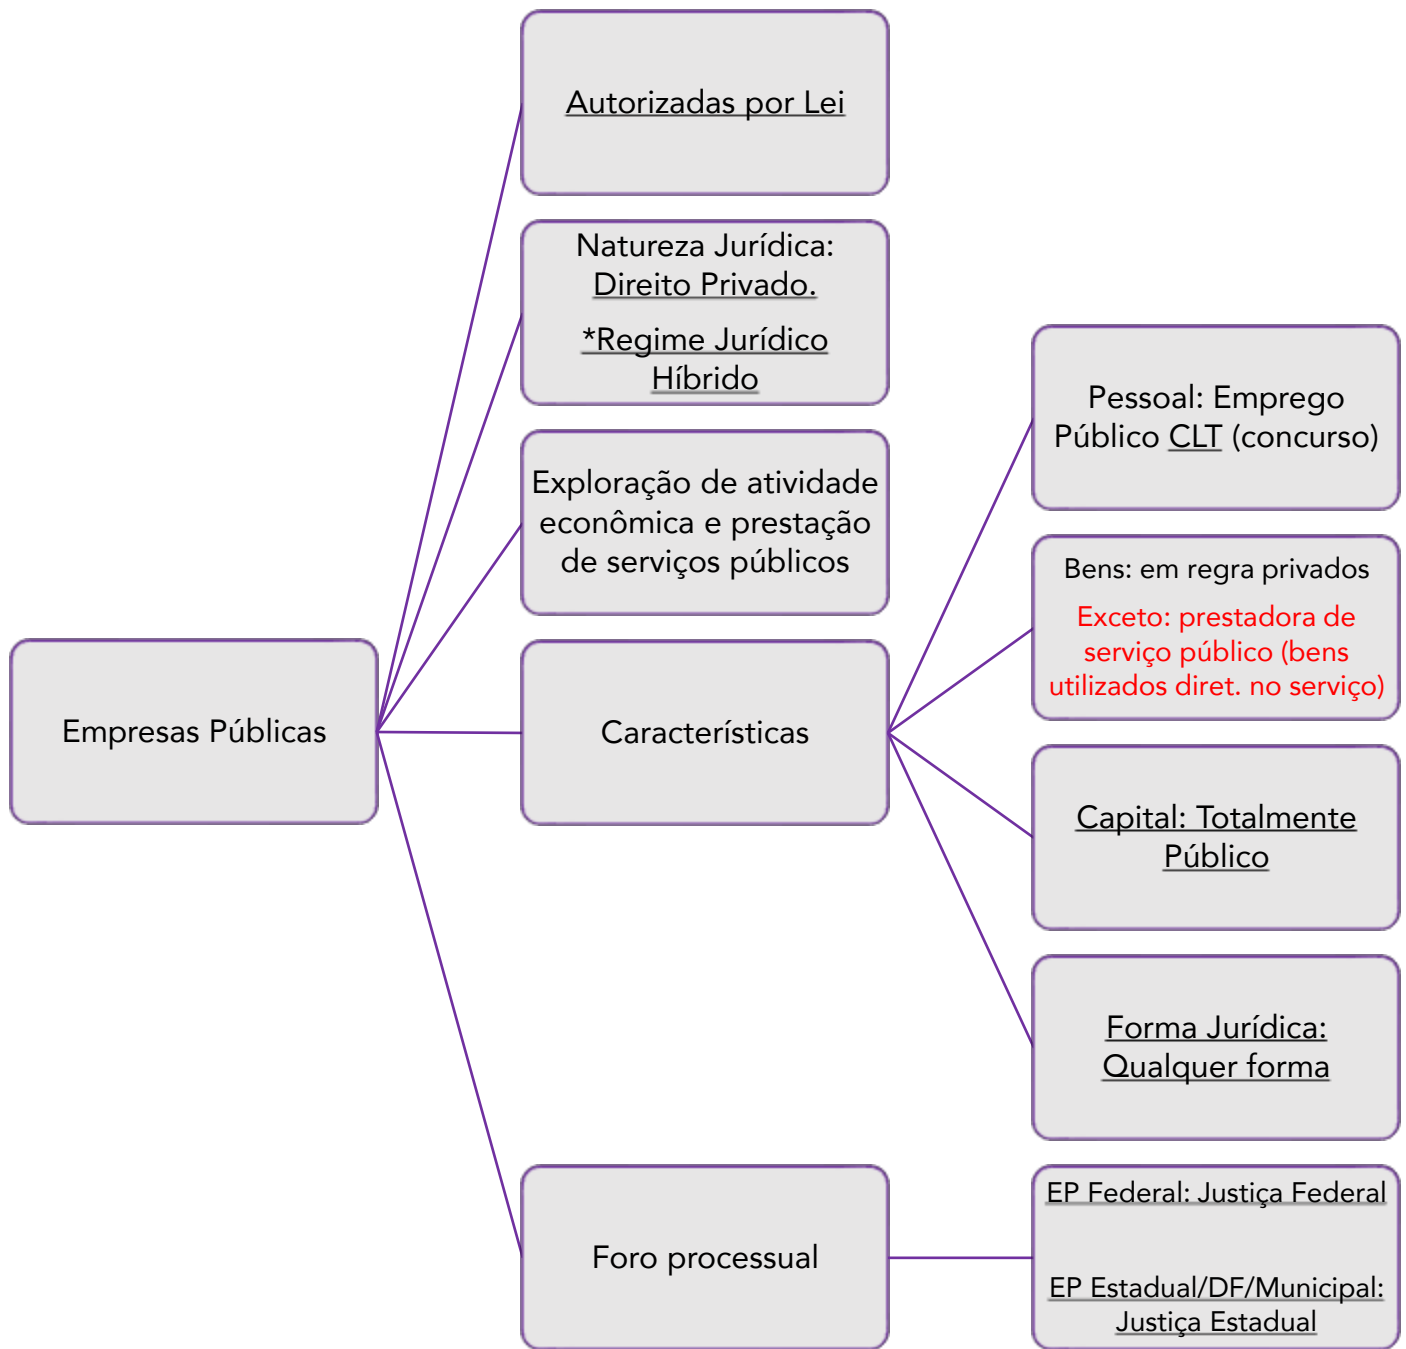 Autorizadas por Lei
Natureza Jurídica:
Direito Privado.
*Regime Jurídico
Híbrido
Exploração de atividade
econômica e prestação
de serviços públicos
Empresas Públicas
Características
Pessoal: Emprego
Público CLT (concurso)
Bens: em regra privados
Exceto: prestadora de
serviço público (bens
utilizados diret. no serviço)
Capital: Totalmente
Público
Forma Jurídica:
Qualquer forma
Foro processual
EP Federal: Justiça Federal
EP Estadual/DF/Municipal:
Justiça Estadual